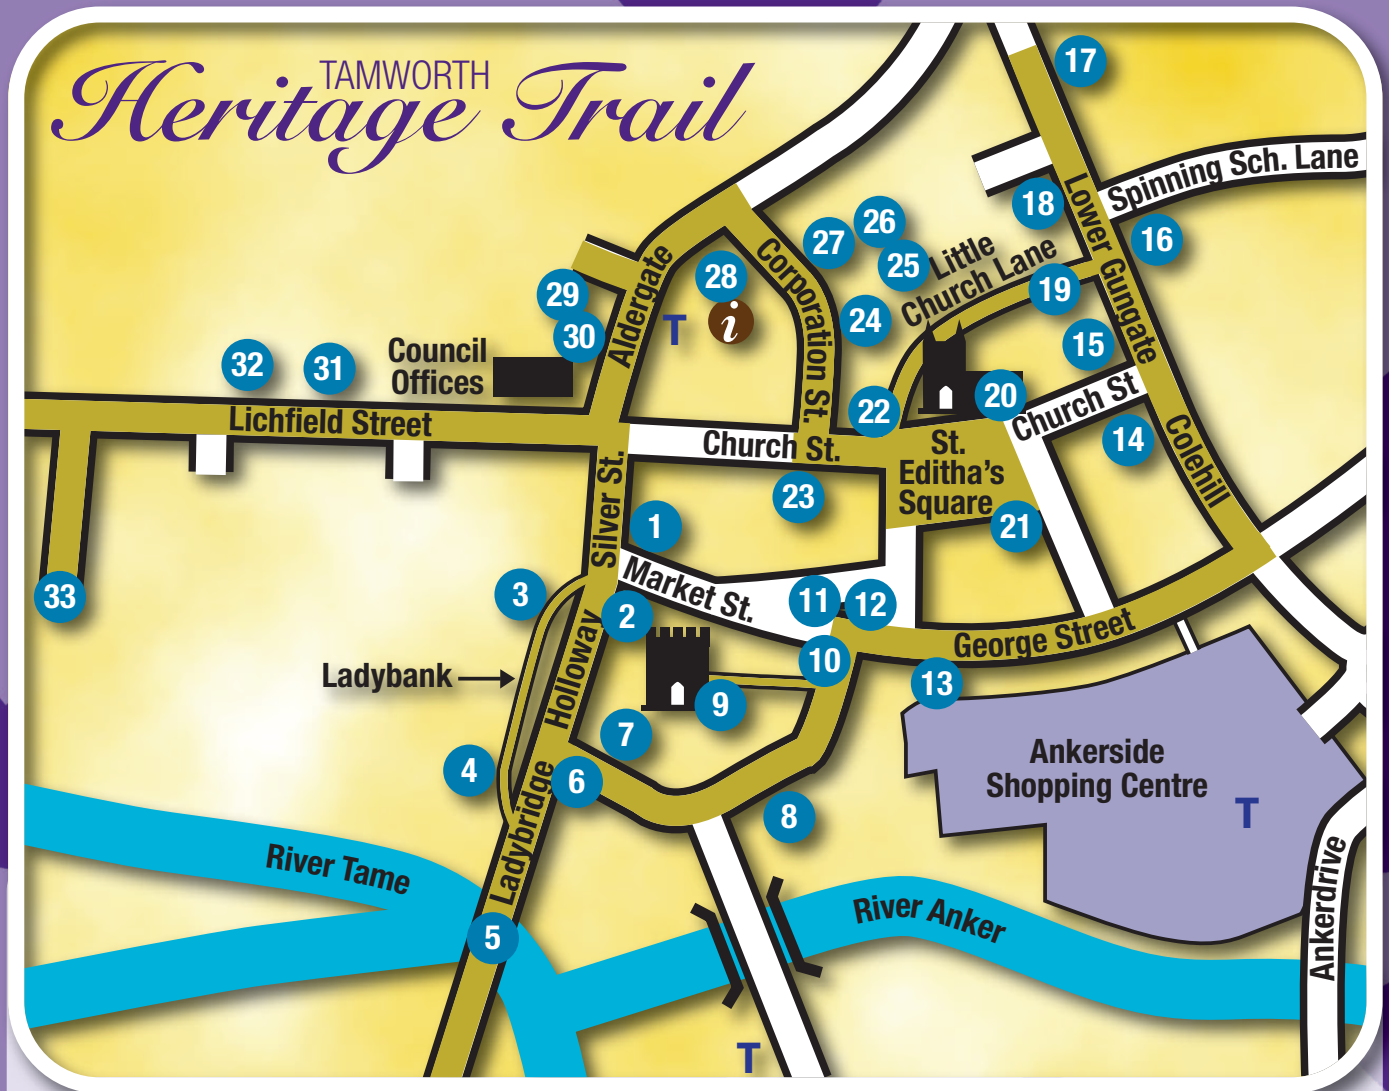 TAMWORTH
Heritage Trail
17
Spinning Sch. Lane
18
Lower Gungate
16
26
27
25
Little
Church Lane
28
i
T
Corporation St.
24
19
15
29
30
Aldergate
Council
Offices
32
31
Lichfield Street
Church St.
22
20
Church St
14
Colehill
St.
Editha's
Square
21
23
1
Silver St.
Market St.
3
2
11
12
33
10
George Street
13
Ladybank
Holloway
9
7
4
6
Ladybridge
8
Ankerside
Shopping Centre
T
River Tame
River Anker
5
Ankerdrive
T